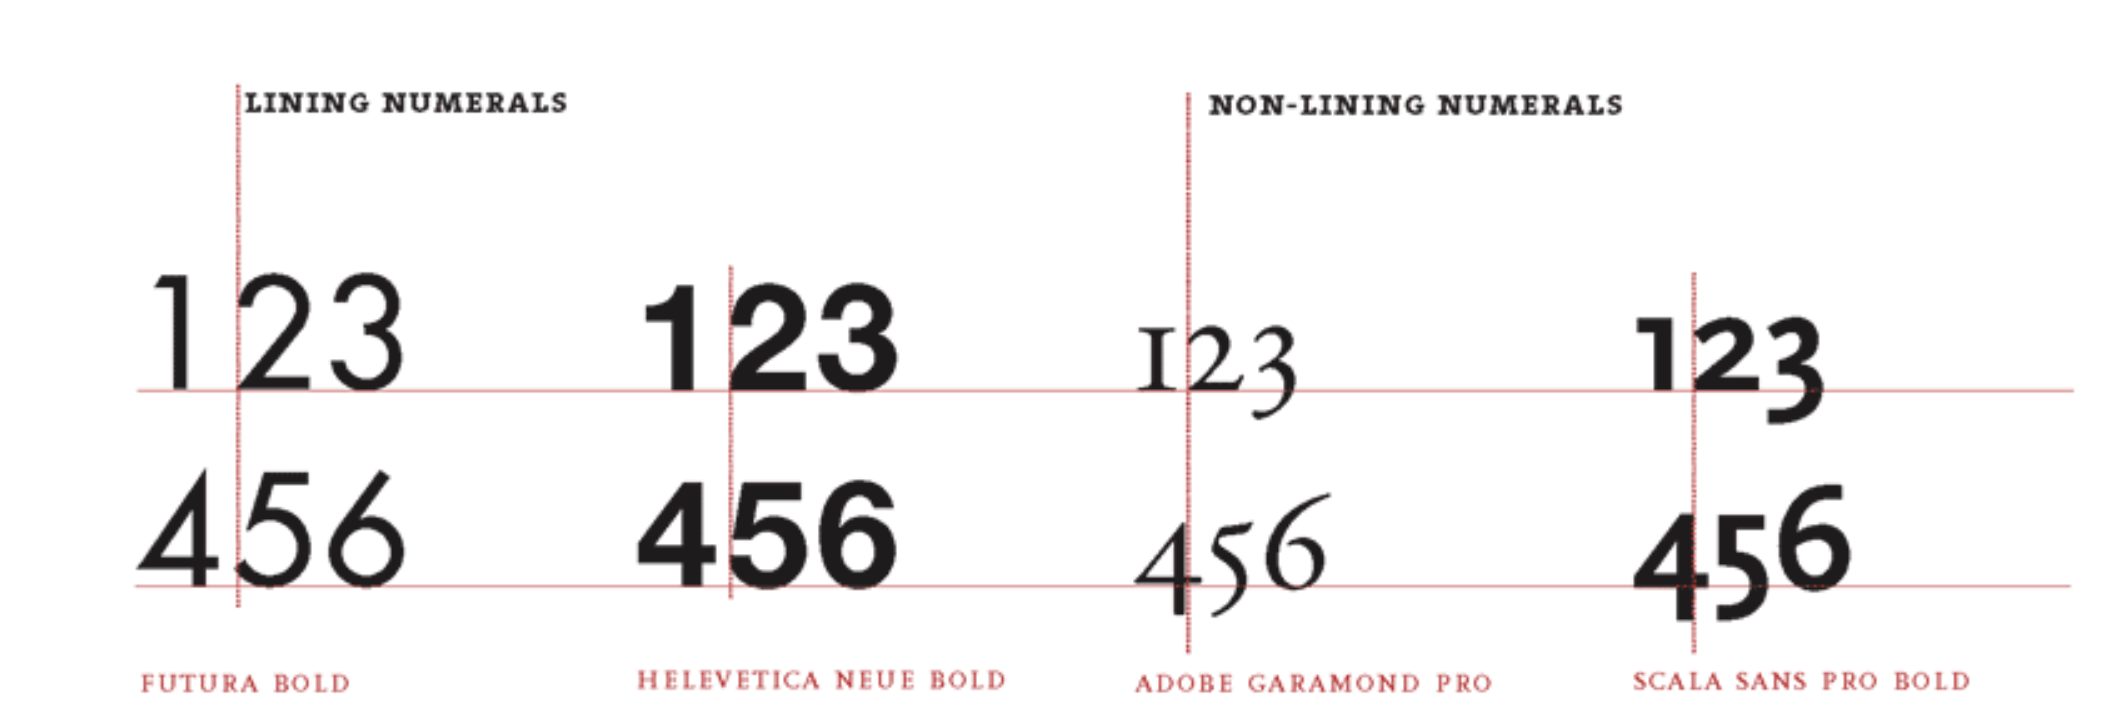 LINING NUMERALS
NON-LINING NUMERALS
123 123 123 123
456 456 456 456
FUTURA BOLD
HELEVETICA NEUE BOLD
ADOBE GARAMOND PRO
SCALA SANS PRO BOLD